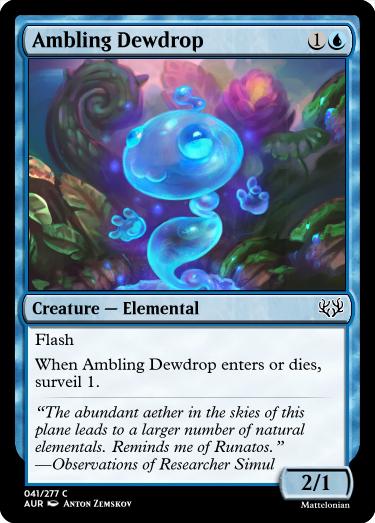 Ambling Dewdrop 1
Creature — Elemental
Flash
When Ambling Dewdrop enters or dies,
surveil 1.
“The abundant aether in the skies of this
plane leads to a larger number of natural
elementals. Reminds me of Runatos.”
—Observations of Researcher Simul
2/1
041/277 C
AUR Anton Zemskov
Mattelonian